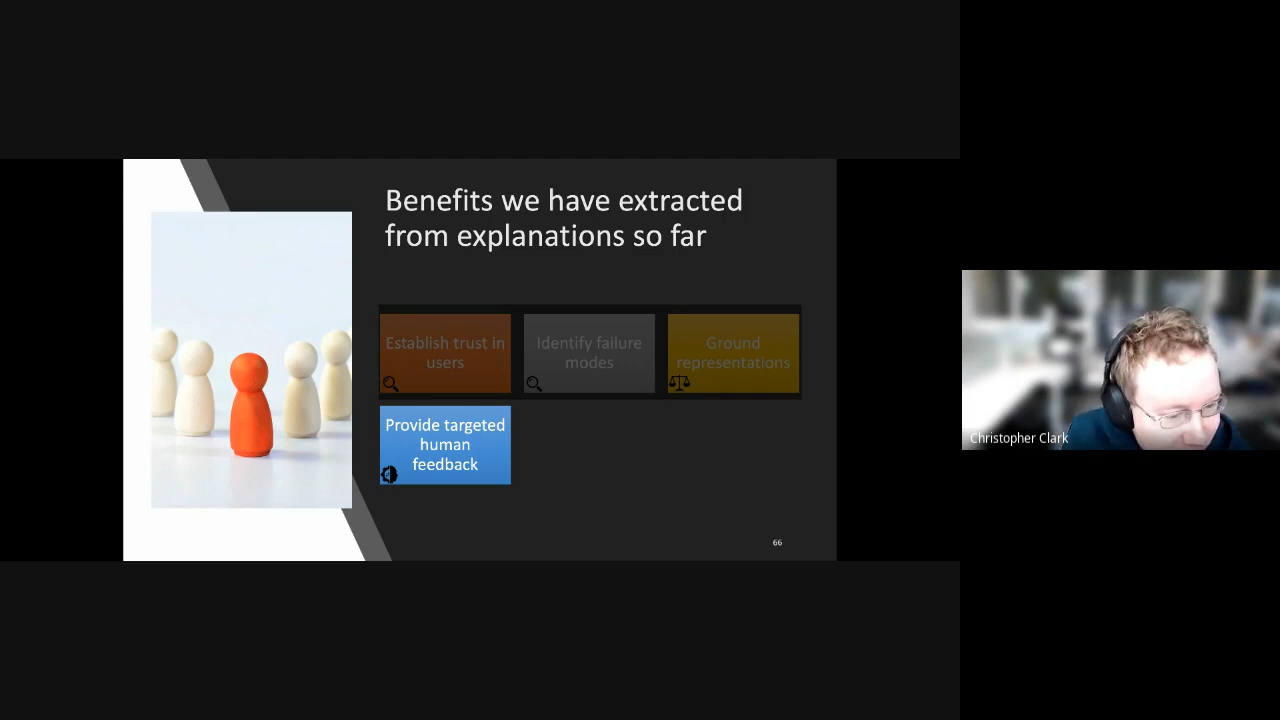 Benefits we have extracted
from explanations so far
Establish trust in
users
Identify failure
modes
Ground
representations
Provide targeted
human
feedback
66
Christopher Clark